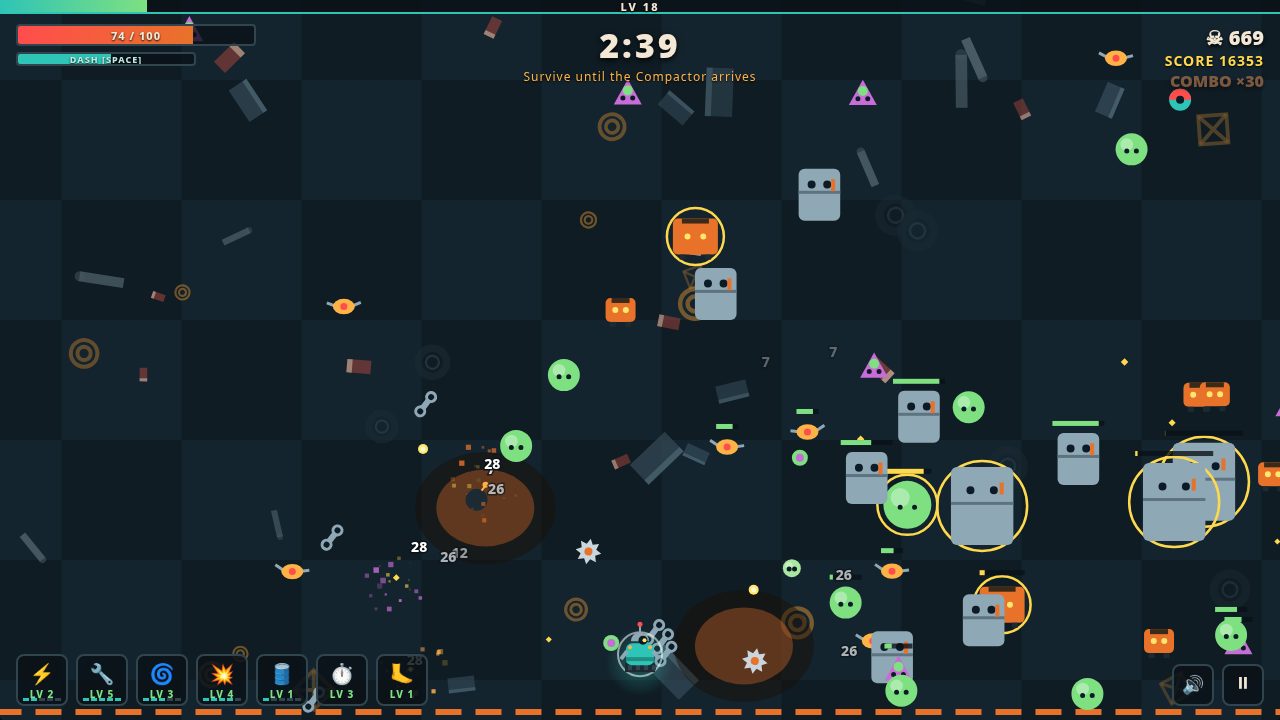 LV 18
74 / 100
DASH [SPACE]
2:39
Survive until the Compactor arrives
☠ 669
SCORE 16353
COMBO ×30
7
7
28
26
28
26
12
26
26
28
LV 2
LV 5
LV 3
LV 4
LV 1
LV 3
LV 1